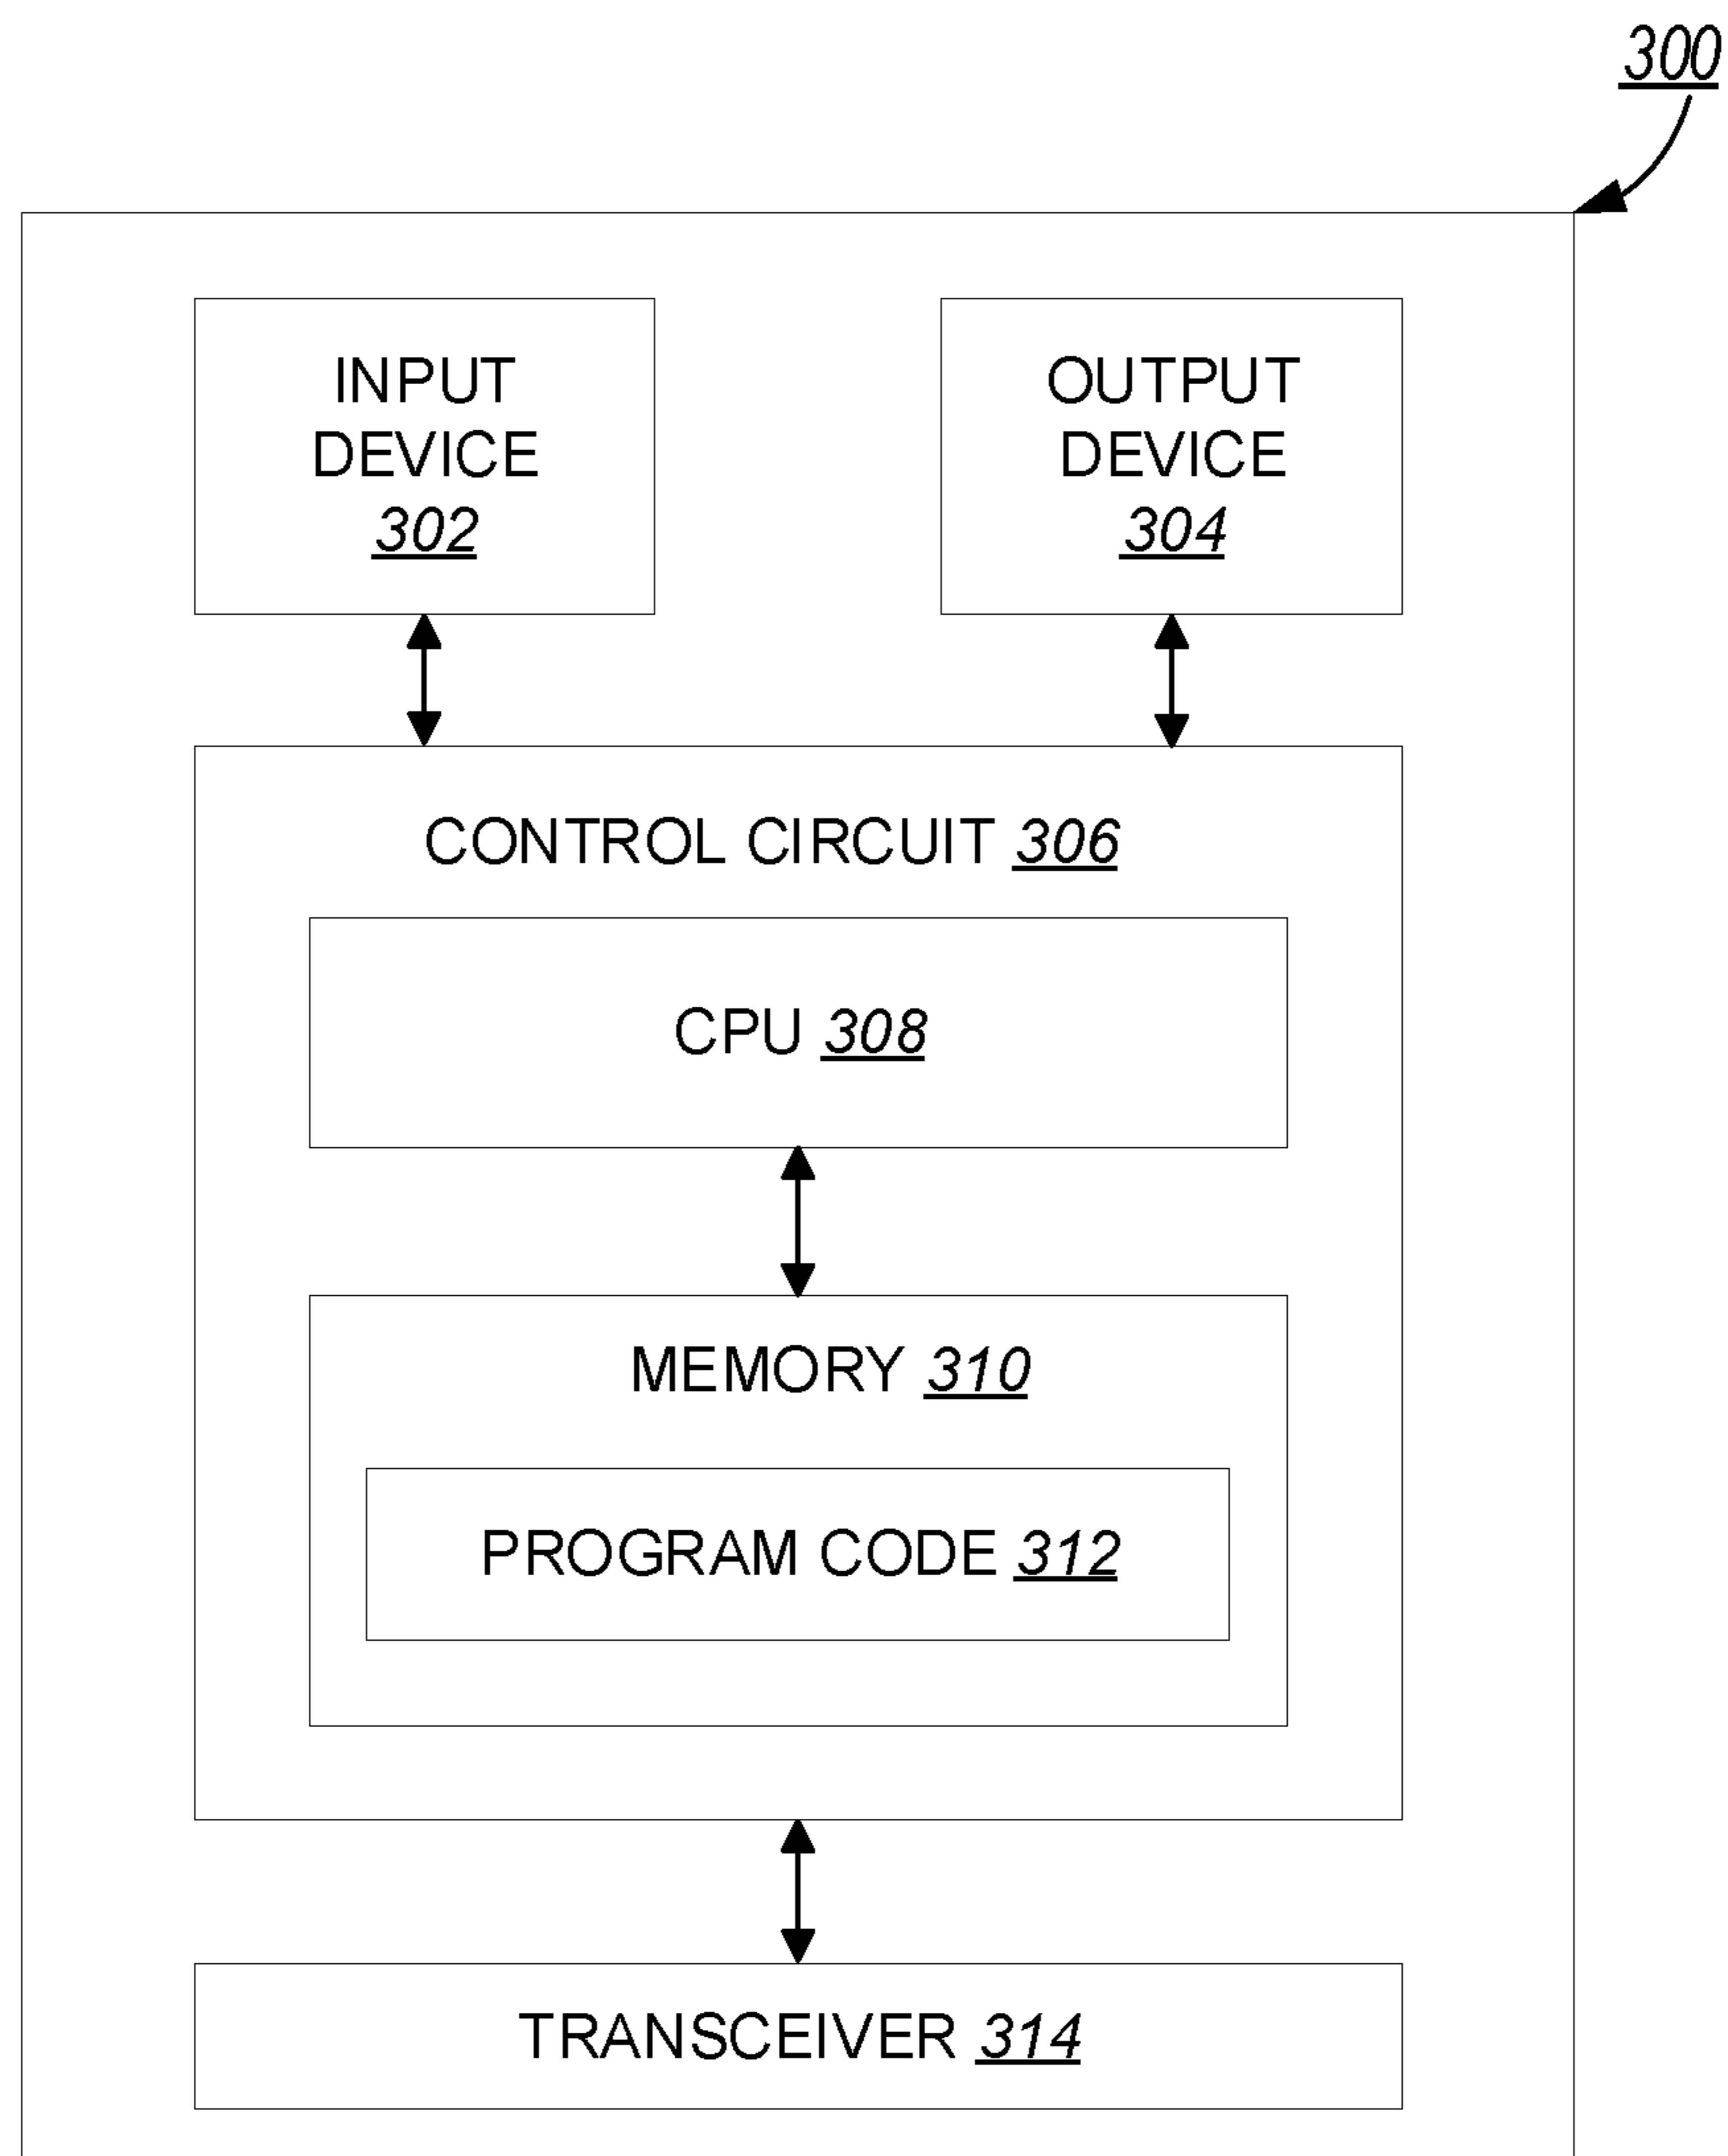 300
INPUT
DEVICE
302
OUTPUT
DEVICE
304
CONTROL CIRCUIT 306
CPU 308
MEMORY 310
PROGRAM CODE 312
TRANSCEIVER 314